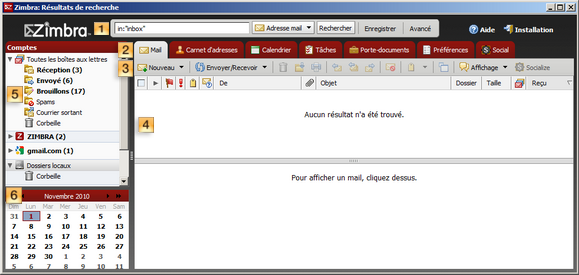 Zimbra: Résultats de recherche
Zimbra
1
in:"inbox"
Adresse mail
Rechercher
Enregistrer
Avancé
Aide
Installation
Comptes
2
Mail
Carnet d'adresses
Calendrier
Tâches
Porte-documents
Préférences
Social
Toutes les boîtes aux lettres
Réception (3)
Envoyé (6)
Brouillons (17)
Spams
Courrier sortant
Corbeille
5
ZIMBRA (2)
gmail.com (1)
Dossiers locaux
Corbeille
3
Nouveau
Envoyer/Recevoir
Affichage
Socialize
De
Objet
Dossier
Taille
Reçu
Aucun résultat n'a été trouvé.
4
Pour afficher un mail, cliquez dessus.
6
Novembre 2010
Dim Lun Mar Mer Jeu Ven Sam
31 1 2 3 4 5 6
7 8 9 10 11 12 13
14 15 16 17 18 19 20
21 22 23 24 25 26 27
28 29 30 1 2 3 4
5 6 7 8 9 10 11